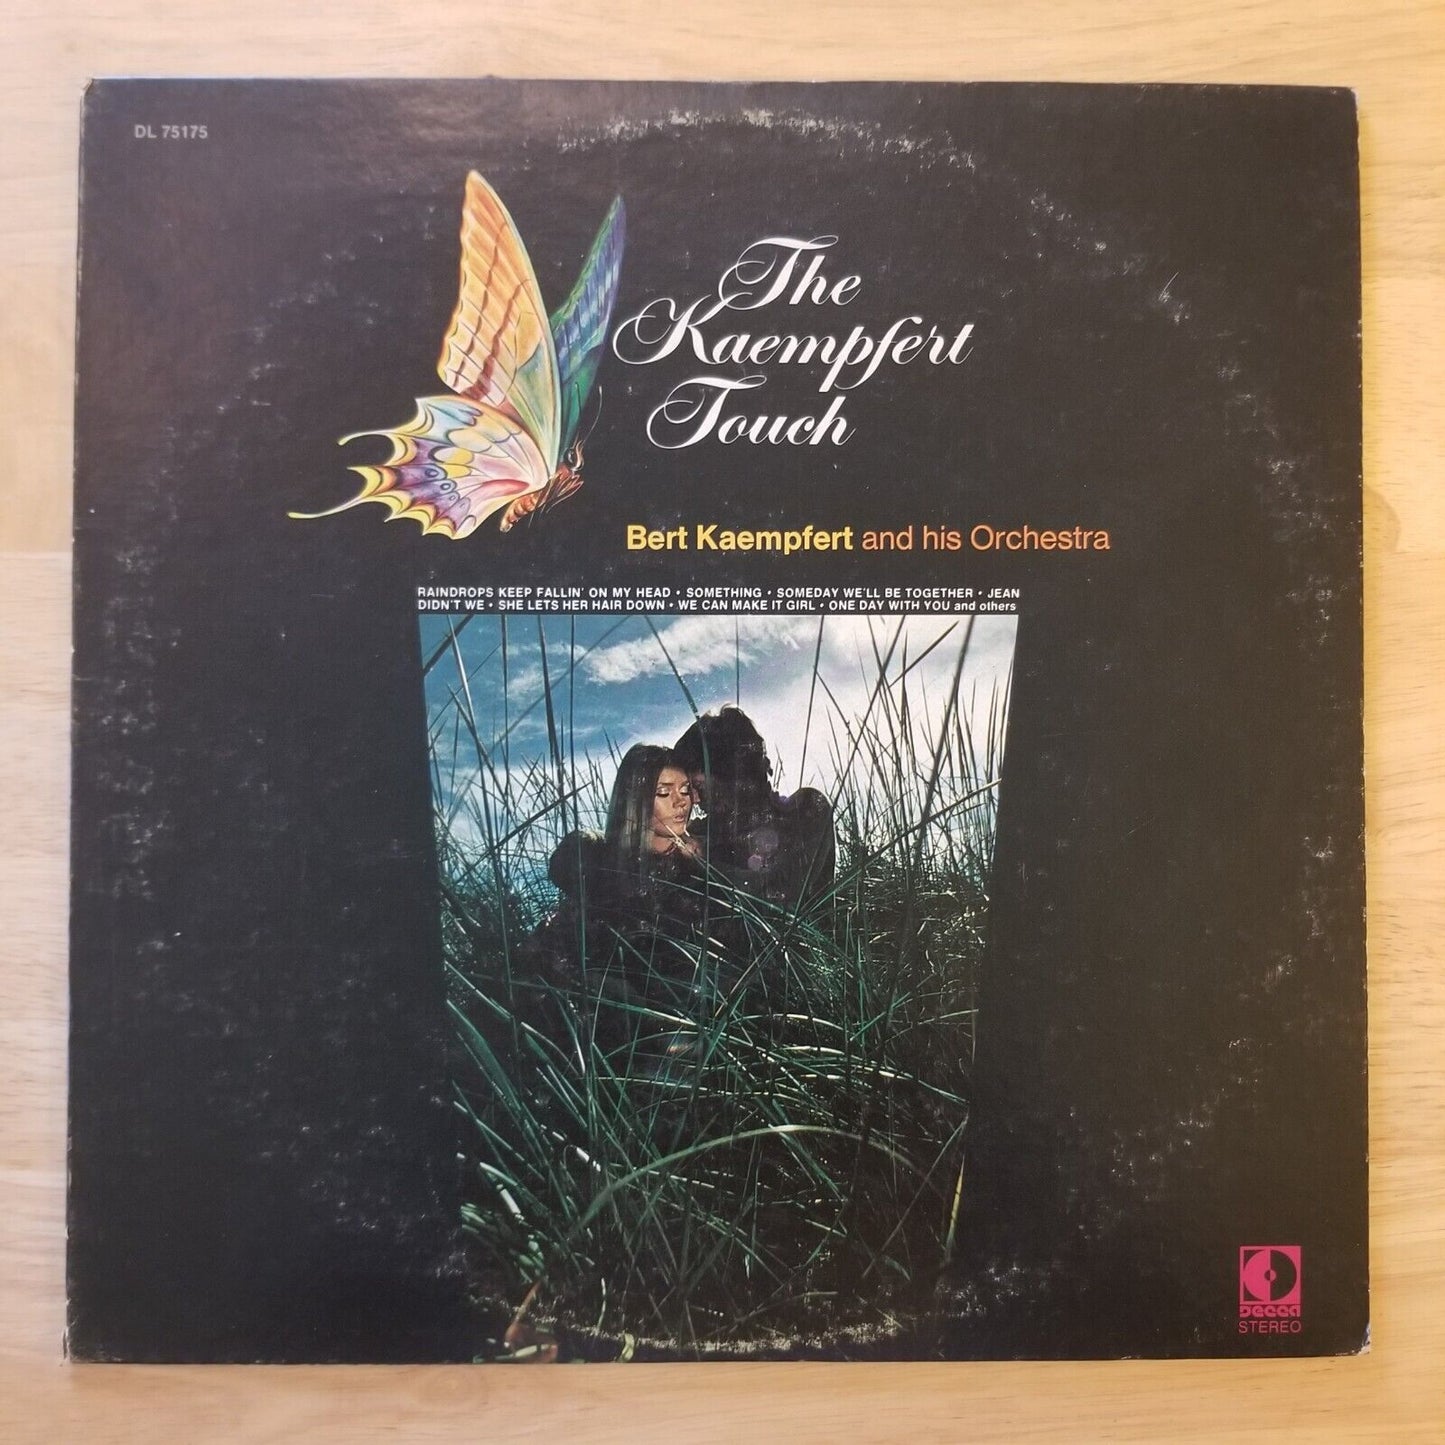 DL 75175
The
Kaempfert
Touch
Bert Kaempfert and his Orchestra
RAINDROPS KEEP FALLIN' ON MY HEAD • SOMETHING • SOMEDAY WE'LL BE TOGETHER • JEAN
DIDN'T WE • SHE LETS HER HAIR DOWN • WE CAN MAKE IT GIRL • ONE DAY WITH YOU and others
DECCA
STEREO